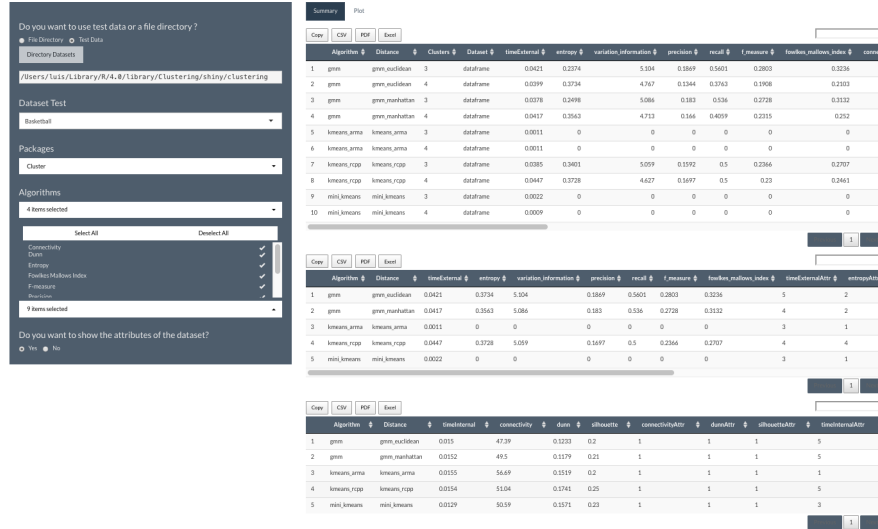 Do you want to use test data or a file directory ?
File Directory Test Data
Directory Datasets
/Users/luis/Library/R/4.0/library/Clustering/shiny/clustering
Dataset Test
Basketball
Packages
Cluster
Algorithms
4 items selected
Select All Deselect All
Connectivity
Dunn
Entropy
Fowlkes Mallows Index
F-measure
Precision
9 items selected
Do you want to show the attributes of the dataset?
Yes No
Summary Plot
Copy CSV PDF Excel
Algorithm Distance Clusters Dataset timeExternal entropy variation_information precision recall f_measure fowlkes_mallows_index conne
1 gmm gmm_euclidean 3 dataframe 0.0421 0.2374 5.104 0.1869 0.5601 0.2803 0.3236
2 gmm gmm_euclidean 4 dataframe 0.0399 0.3734 4.767 0.1344 0.3763 0.1908 0.2103
3 gmm gmm_manhattan 3 dataframe 0.0378 0.2498 5.086 0.183 0.536 0.2728 0.3132
4 gmm gmm_manhattan 4 dataframe 0.0417 0.3563 4.713 0.166 0.4059 0.2315 0.252
5 kmeans_arma kmeans_arma 3 dataframe 0.0011 0 0 0 0 0 0
6 kmeans_arma kmeans_arma 4 dataframe 0.0011 0 0 0 0 0 0
7 kmeans_rcpp kmeans_rcpp 3 dataframe 0.0385 0.3401 5.059 0.1592 0.5 0.2366 0.2707
8 kmeans_rcpp kmeans_rcpp 4 dataframe 0.0447 0.3728 4.627 0.1697 0.5 0.23 0.2461
9 mini_kmeans mini_kmeans 3 dataframe 0.0022 0 0 0 0 0 0
10 mini_kmeans mini_kmeans 4 dataframe 0.0009 0 0 0 0 0 0
1
Copy CSV PDF Excel
Algorithm Distance timeExternal entropy variation_information precision recall f_measure fowlkes_mallows_index timeExternalAttr entropyAttr
1 gmm gmm_euclidean 0.0421 0.3734 5.104 0.1869 0.5601 0.2803 0.3236 5 2
2 gmm gmm_manhattan 0.0417 0.3563 5.086 0.183 0.536 0.2728 0.3132 4 2
3 kmeans_arma kmeans_arma 0.0011 0 0 0 0 0 0 3 1
4 kmeans_rcpp kmeans_rcpp 0.0447 0.3728 5.059 0.1697 0.5 0.2366 0.2707 4 4
5 mini_kmeans mini_kmeans 0.0022 0 0 0 0 0 0 3 1
1
Copy CSV PDF Excel
Algorithm Distance timeInternal connectivity dunn silhouette connectivityAttr dunnAttr silhouetteAttr timeInternalAttr
1 gmm gmm_euclidean 0.015 47.39 0.1233 0.2 1 1 1 5
2 gmm gmm_manhattan 0.0152 49.5 0.1179 0.21 1 1 1 5
3 kmeans_arma kmeans_arma 0.0155 56.69 0.1519 0.2 1 1 1 1
4 kmeans_rcpp kmeans_rcpp 0.0154 51.04 0.1741 0.25 1 1 1 5
5 mini_kmeans mini_kmeans 0.0129 50.59 0.1571 0.23 1 1 1 3
1